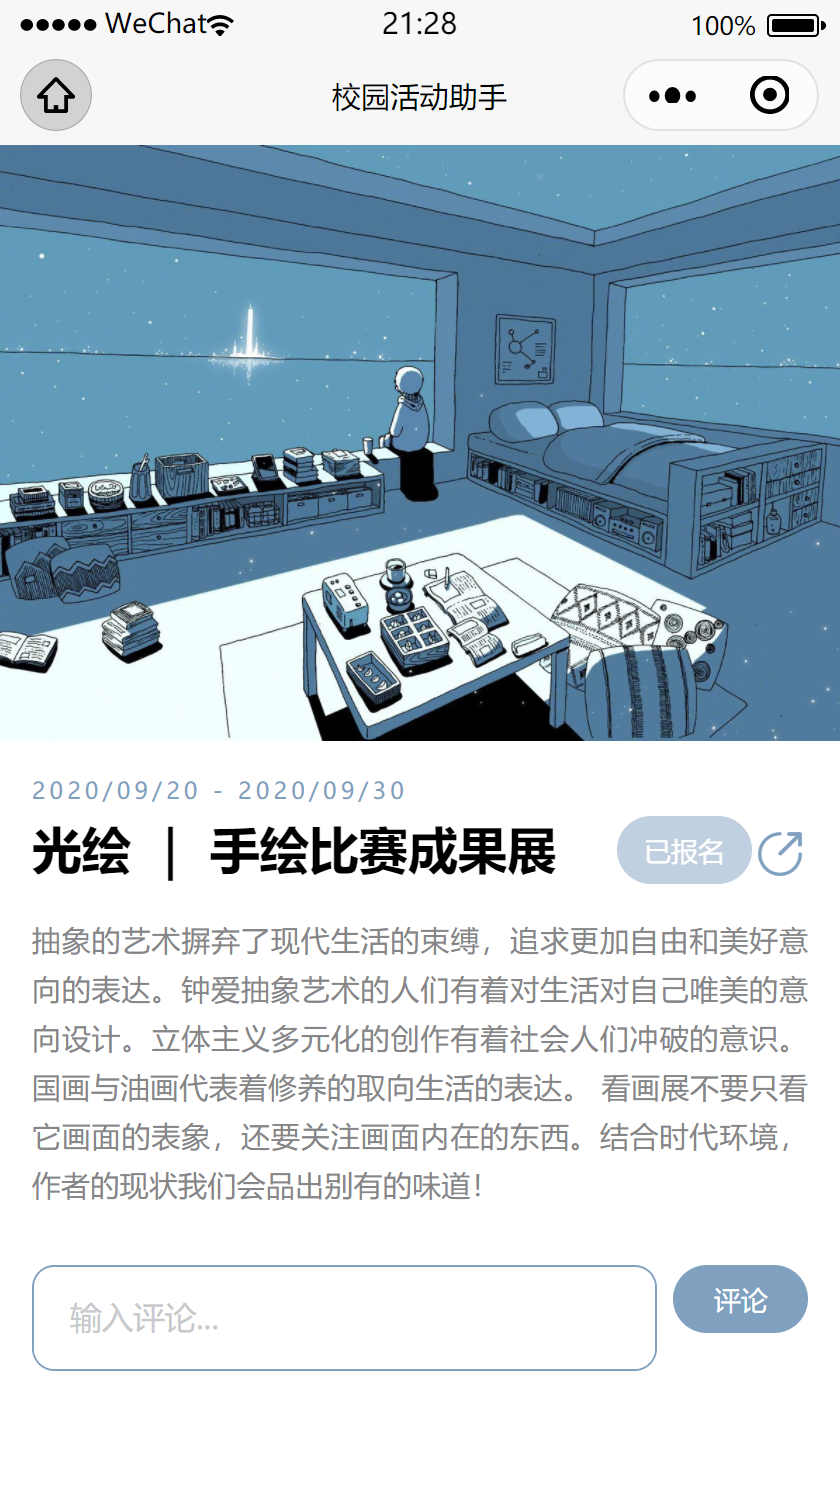 WeChat 21:28 100%
校园活动助手
2020/09/20 - 2020/09/30
光绘 ｜ 手绘比赛成果展 已报名
抽象的艺术摒弃了现代生活的束缚，追求更加自由和美好意
向的表达。钟爱抽象艺术的人们有着对生活对自己唯美的意
向设计。立体主义多元化的创作有着社会人们冲破的意识。
国画与油画代表着修养的取向生活的表达。 看画展不要只看
它画面的表象，还要关注画面内在的东西。结合时代环境，
作者的现状我们会品出别有的味道！
输入评论... 评论